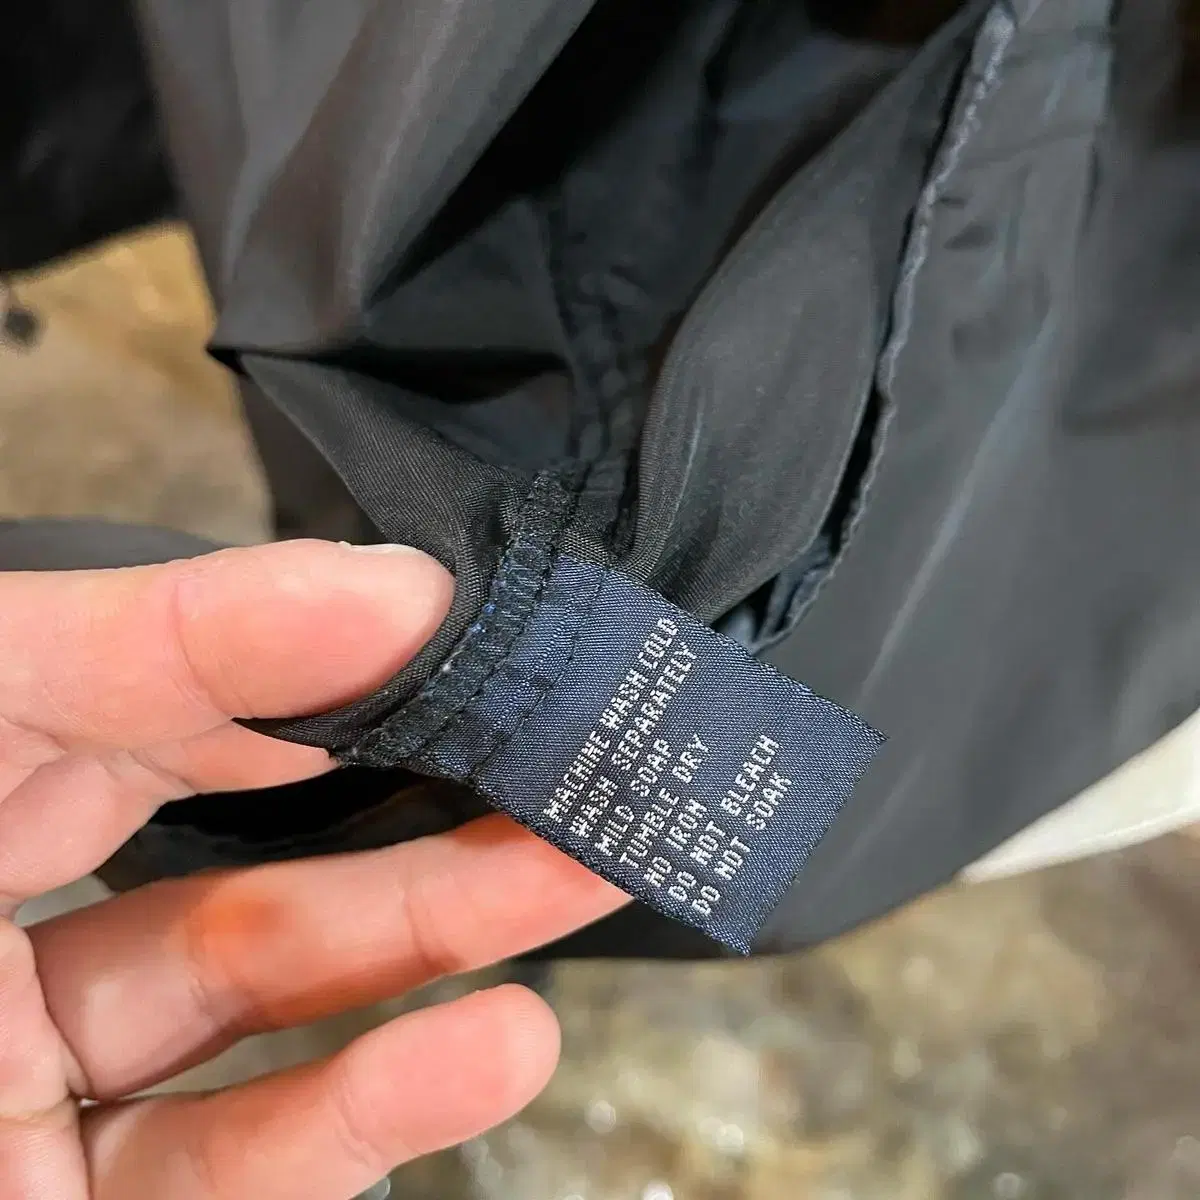 MACHINE WASH COLD
WASH SEPARATELY
MILD SOAP
TUMBLE DRY
NO IRON
DO NOT BLEACH
DO NOT SOAK